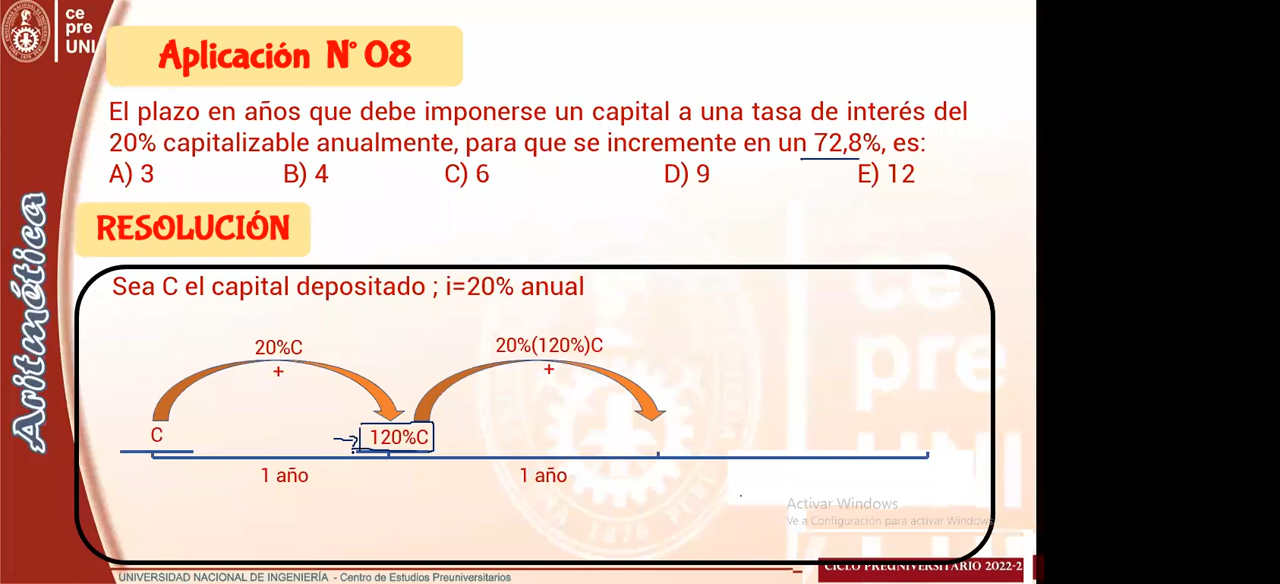 ce
pre
UNI
Aplicación N° 08
El plazo en años que debe imponerse un capital a una tasa de interés del
20% capitalizable anualmente, para que se incremente en un 72,8%, es:
A) 3 B) 4 C) 6 D) 9 E) 12
RESOLUCIÓN
Aritmética
Sea C el capital depositado ; i=20% anual
20%C
+
20%(120%)C
+
C
120%C
1 año
1 año
ce
pre
UNI
Activar Windows
Ve a Configuración para activar Windows
UNIVERSIDAD NACIONAL DE INGENIERÍA - Centro de Estudios Preuniversitarios
CICLO PREUNIVERSITARIO 2022-2